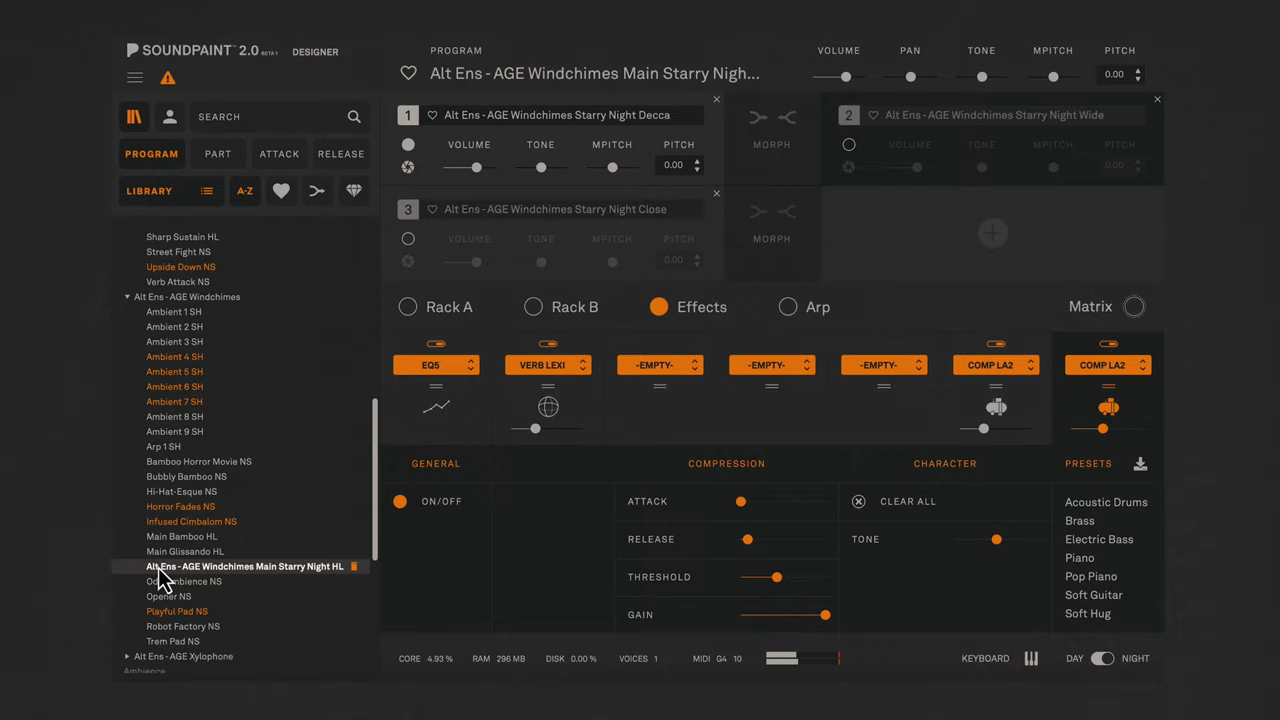 SOUNDPAINT™ 2.0 BETA 1 DESIGNER
PROGRAM
VOLUME PAN TONE MPITCH PITCH
Alt Ens - AGE Windchimes Main Starry Nigh...
0.00
SEARCH
PROGRAM PART ATTACK RELEASE
LIBRARY A-Z
Sharp Sustain HL
Street Fight NS
Upside Down NS
Verb Attack NS
Alt Ens - AGE Windchimes
Ambient 1 SH
Ambient 2 SH
Ambient 3 SH
Ambient 4 SH
Ambient 5 SH
Ambient 6 SH
Ambient 7 SH
Ambient 8 SH
Ambient 9 SH
Arp 1 SH
Bamboo Horror Movie NS
Bubbly Bamboo NS
Hi-Hat-Esque NS
Horror Fades NS
Infused Cimbalom NS
Main Bamboo HL
Main Glissando HL
Alt Ens - AGE Windchimes Main Starry Night HL
Opener NS
Playful Pad NS
Robot Factory NS
Trem Pad NS
Alt Ens - AGE Xylophone
Ambience
1 Alt Ens - AGE Windchimes Starry Night Decca
VOLUME TONE MPITCH PITCH
0.00
MORPH
2 Alt Ens - AGE Windchimes Starry Night Wide
VOLUME TONE MPITCH PITCH
0.00
3 Alt Ens - AGE Windchimes Starry Night Close
VOLUME TONE MPITCH PITCH
0.00
MORPH
Rack A Rack B Effects Arp Matrix
EQ5 VERB LEXI -EMPTY- -EMPTY- -EMPTY- COMP LA2 COMP LA2
GENERAL COMPRESSION CHARACTER PRESETS
ON/OFF
ATTACK
RELEASE
THRESHOLD
GAIN
CLEAR ALL
TONE
Acoustic Drums
Brass
Electric Bass
Piano
Pop Piano
Soft Guitar
Soft Hug
CORE 4.93 % RAM 296 MB DISK 0.00 % VOICES 1 MIDI G4 10 KEYBOARD DAY NIGHT